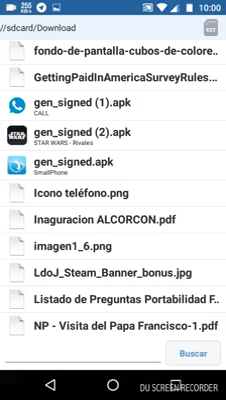 255
KB/s
10:00
//sdcard/Download
EXT
fondo-de-pantalla-cubos-de-colore..
GettingPaidInAmericaSurveyRules...
gen_signed (1).apk
CALL
gen_signed (2).apk
STAR WARS - Rivales
gen_signed.apk
SmallPhone
Icono teléfono.png
Inaguracion ALCORCON.pdf
imagen1_6.png
LdoJ_Steam_Banner_bonus.jpg
Listado de Preguntas Portabilidad F..
NP - Visita del Papa Francisco-1.pdf
Buscar
DU SCREEN RECORDER